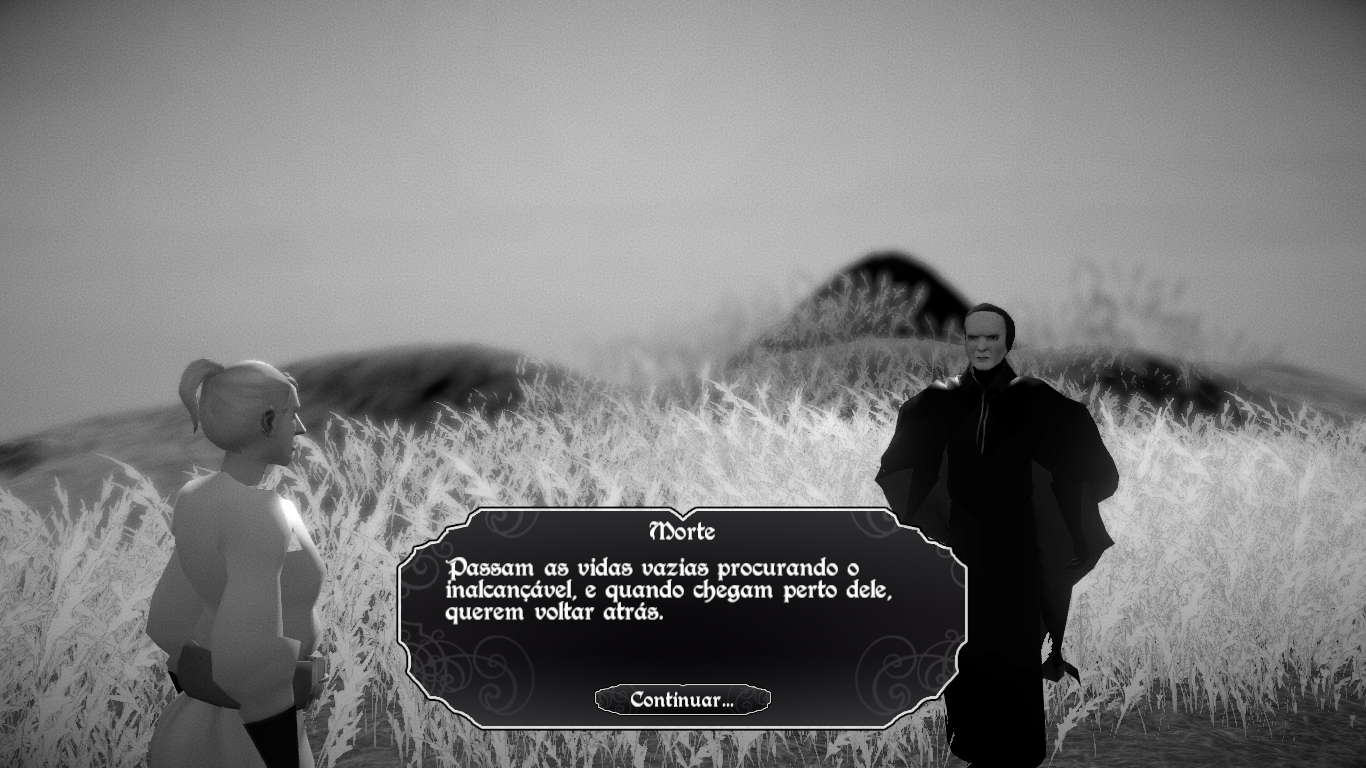 Morte
Passam as vidas vazias procurando o
inalcançável, e quando chegam perto dele,
querem voltar atrás.
Continuar...